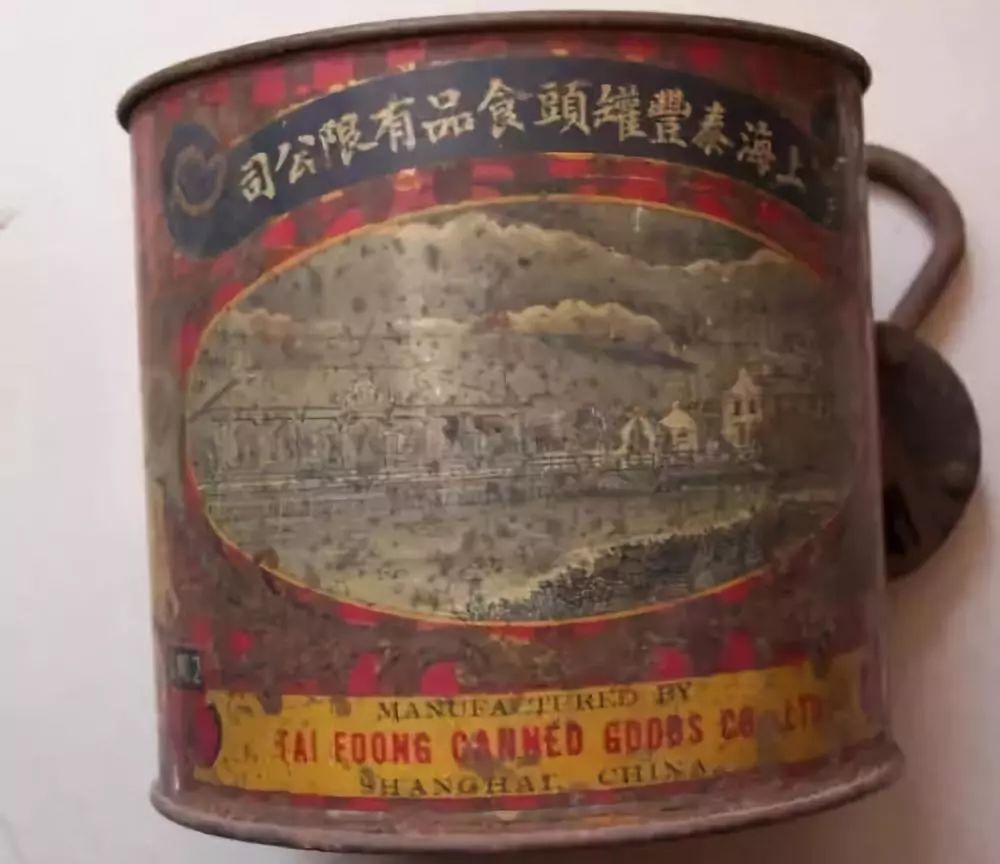 上海泰豐罐頭食品有限公司
MANUFACTURED BY
TAI FOONG CANNED GOODS CO LTD
SHANGHAI, CHINA